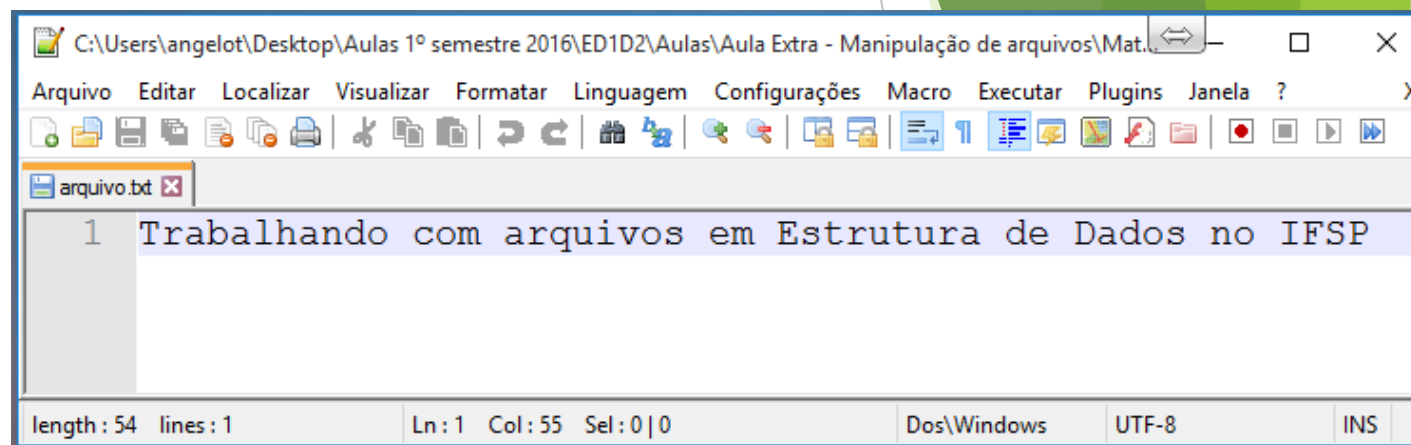 C:\Users\angelot\Desktop\Aulas 1º semestre 2016\ED1D2\Aulas\Aula Extra - Manipulação de arquivos\Mat...
Arquivo Editar Localizar Visualizar Formatar Linguagem Configurações Macro Executar Plugins Janela ? X
arquivo.txt
1 Trabalhando com arquivos em Estrutura de Dados no IFSP
length : 54 lines : 1 Ln : 1 Col : 55 Sel : 0 | 0 Dos\Windows UTF-8 INS